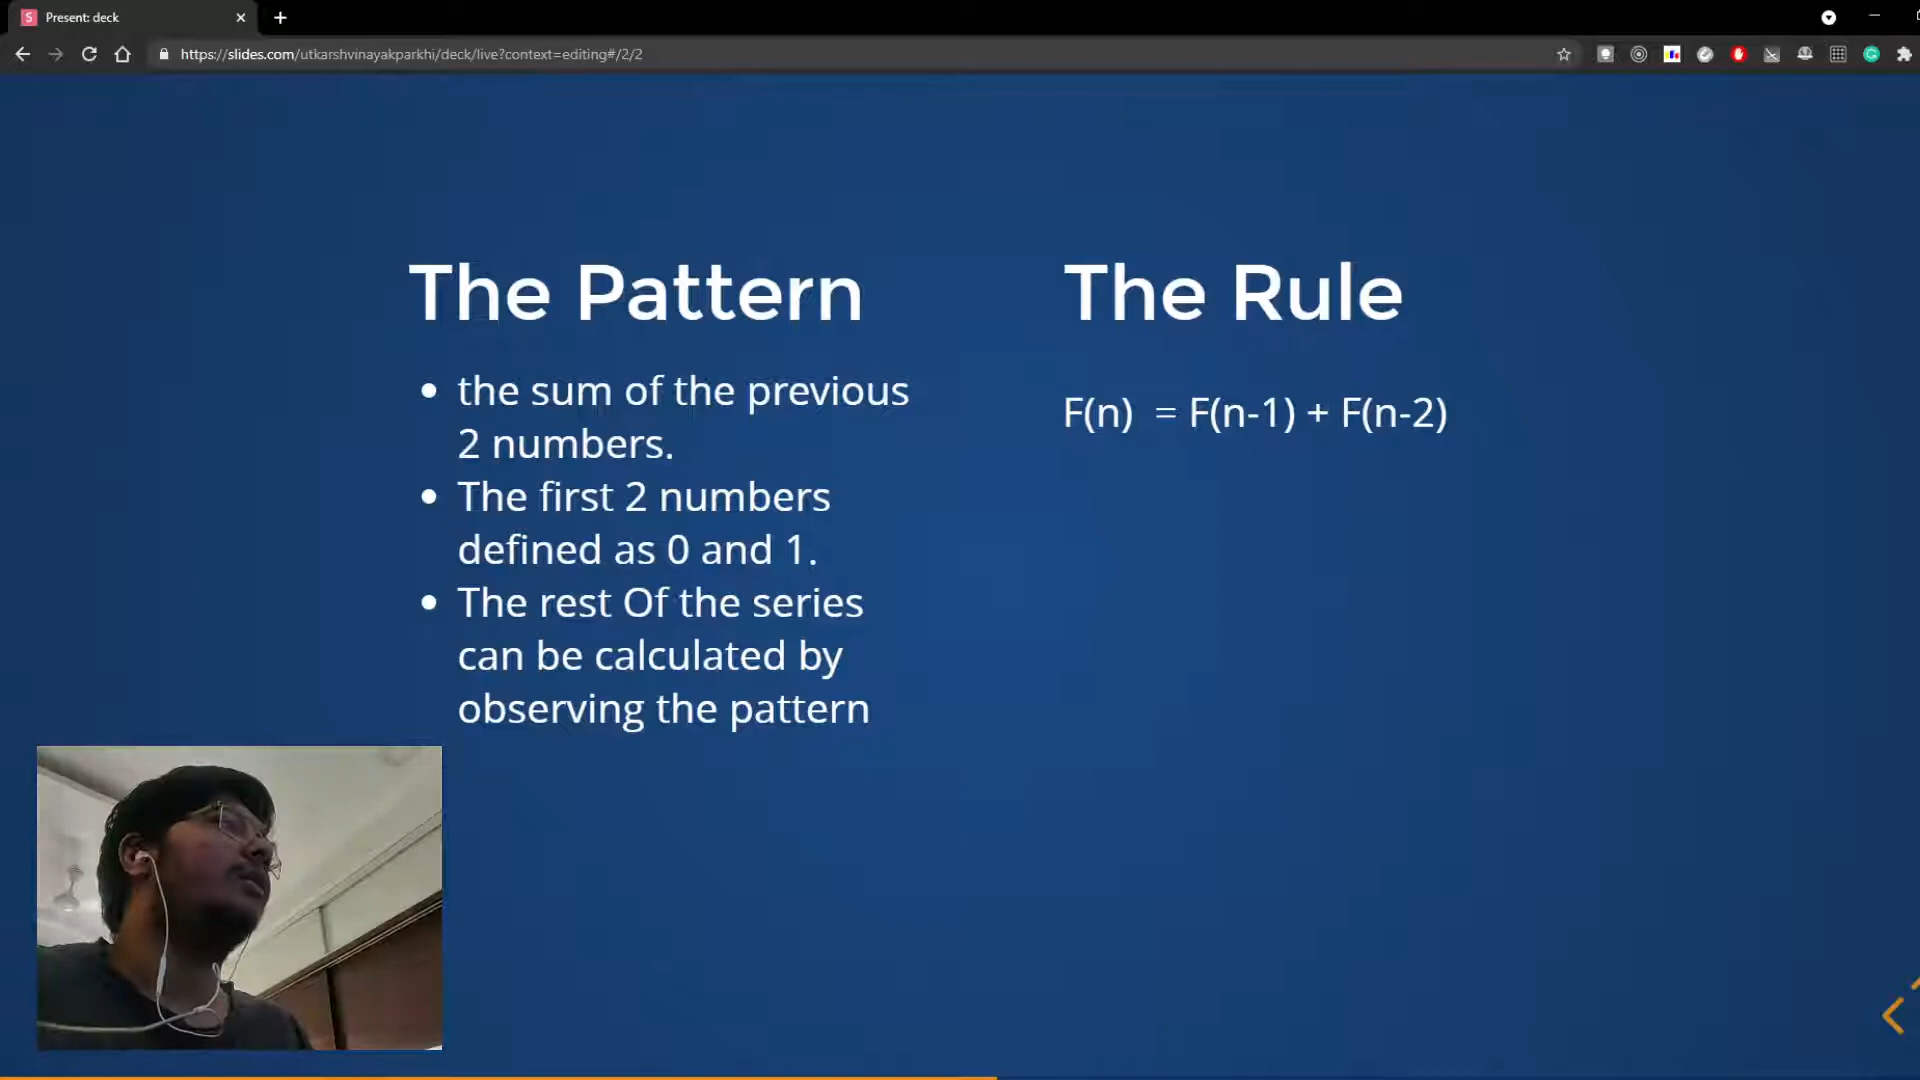 Present: deck
https://slides.com/utkarshvinayakparkhi/deck/live?context=editing#/2/2
The Pattern
the sum of the previous
2 numbers.
The first 2 numbers
defined as 0 and 1.
The rest Of the series
can be calculated by
observing the pattern
The Rule
F(n) = F(n-1) + F(n-2)